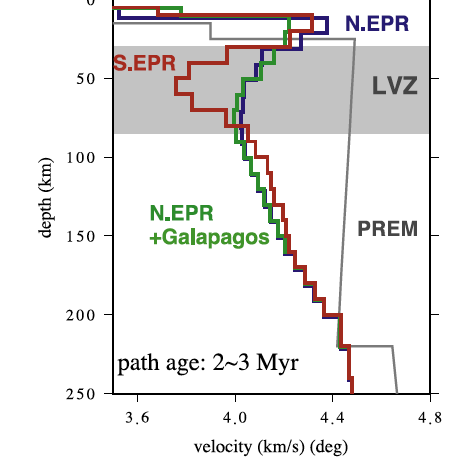 0
N.EPR
S.EPR
50
LVZ
100
depth (km)
N.EPR
+Galapagos
150
PREM
200
path age: 2~3 Myr
250
3.6 4.0 4.4 4.8
velocity (km/s) (deg)